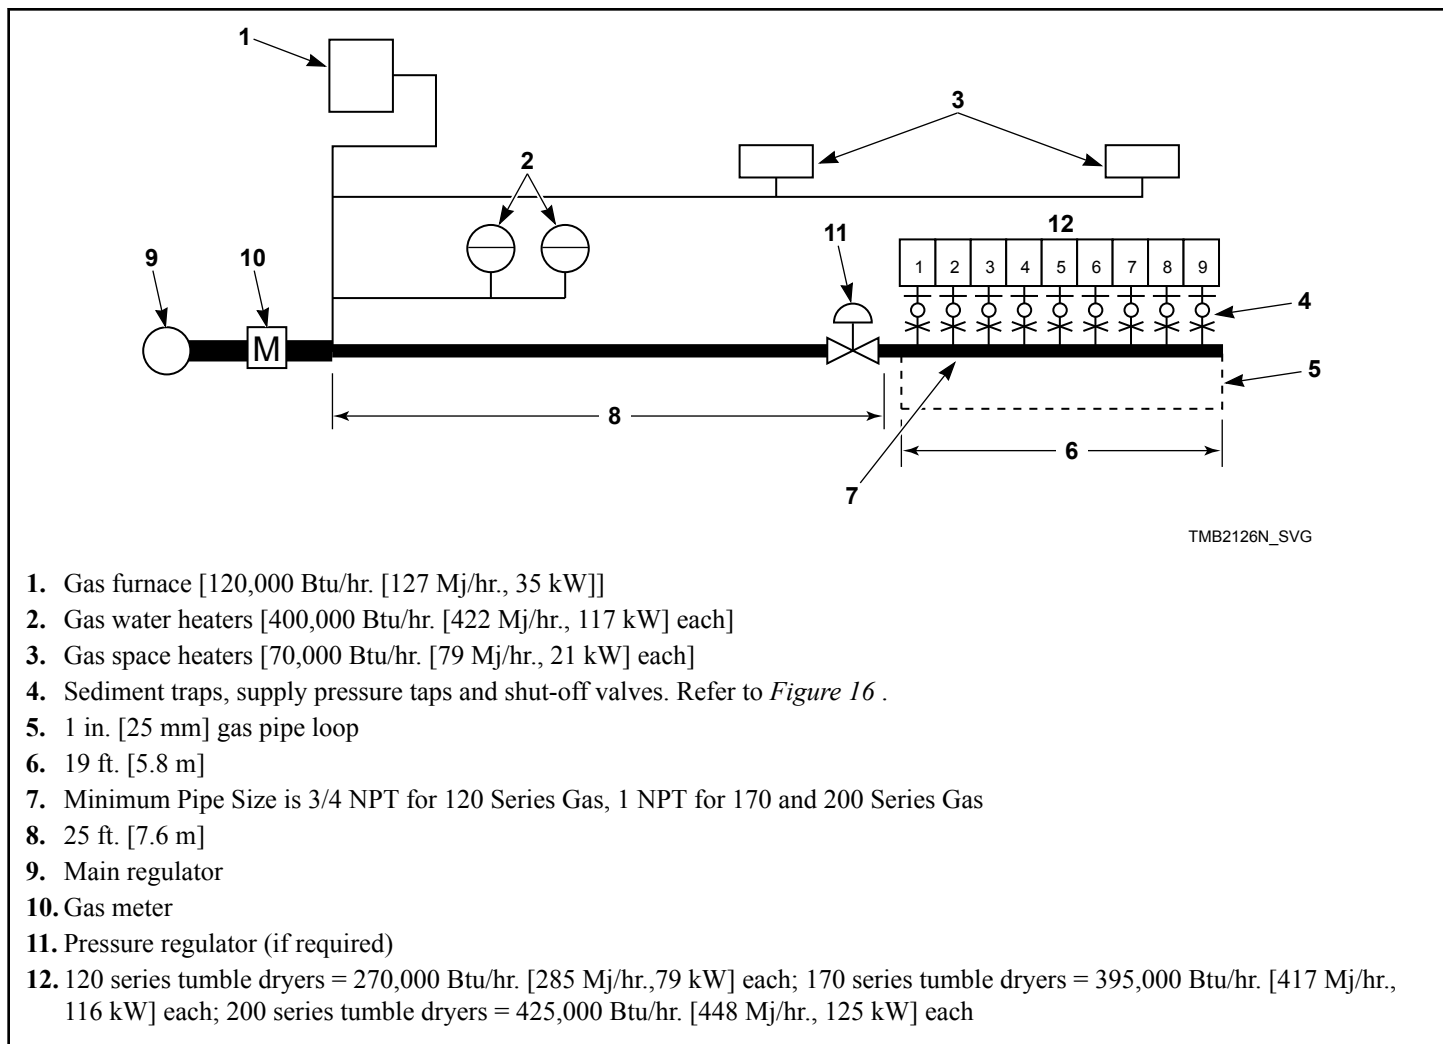 1
3
2
11
12
9
10
1 2 3 4 5 6 7 8 9
4
M
5
8
6
7
TMB2126N_SVG
1. Gas furnace [120,000 Btu/hr. [127 Mj/hr., 35 kW]]
2. Gas water heaters [400,000 Btu/hr. [422 Mj/hr., 117 kW] each]
3. Gas space heaters [70,000 Btu/hr. [79 Mj/hr., 21 kW] each]
4. Sediment traps, supply pressure taps and shut-off valves. Refer to Figure 16 .
5. 1 in. [25 mm] gas pipe loop
6. 19 ft. [5.8 m]
7. Minimum Pipe Size is 3/4 NPT for 120 Series Gas, 1 NPT for 170 and 200 Series Gas
8. 25 ft. [7.6 m]
9. Main regulator
10. Gas meter
11. Pressure regulator (if required)
12. 120 series tumble dryers = 270,000 Btu/hr. [285 Mj/hr.,79 kW] each; 170 series tumble dryers = 395,000 Btu/hr. [417 Mj/hr.,
116 kW] each; 200 series tumble dryers = 425,000 Btu/hr. [448 Mj/hr., 125 kW] each